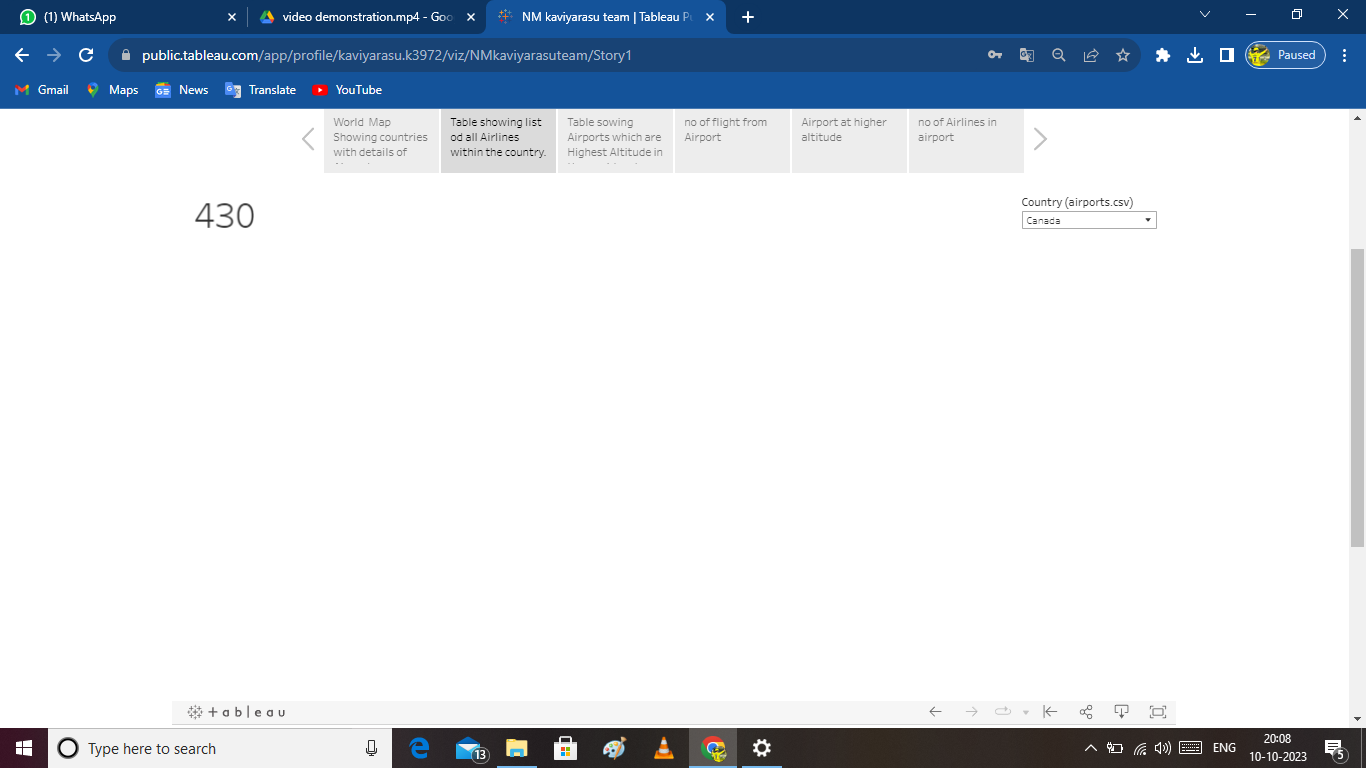 (1) WhatsApp
video demonstration.mp4 - Goo
NM kaviyarasu team | Tableau Pu
public.tableau.com/app/profile/kaviyarasu.k3972/viz/NMkaviyarasuteam/Story1
Paused
Gmail
Maps
News
Translate
YouTube
World Map
Showing countries
with details of
Table showing list
od all Airlines
within the country.
Table sowing
Airports which are
Highest Altitude in
no of flight from
Airport
Airport at higher
altitude
no of Airlines in
airport
430
Country (airports.csv)
Canada
+ a b l e a u
Type here to search
13
ENG
20:08
10-10-2023
5